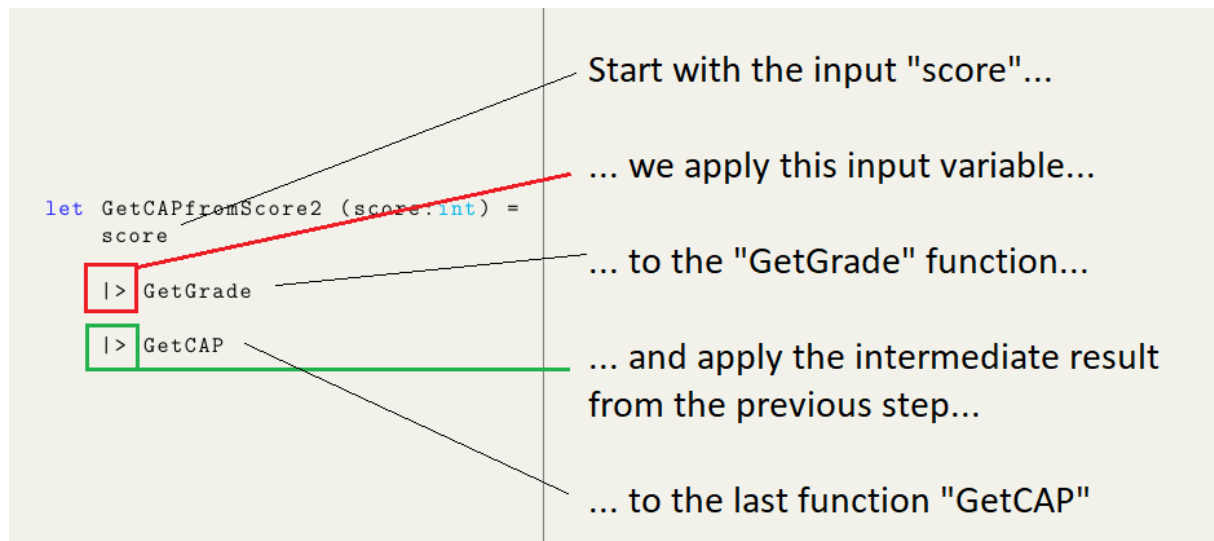 let GetCAPfromScore2 (score:int) =
score
|> GetGrade
|> GetCAP
Start with the input "score"...
... we apply this input variable...
... to the "GetGrade" function...
... and apply the intermediate result
from the previous step...
... to the last function "GetCAP"